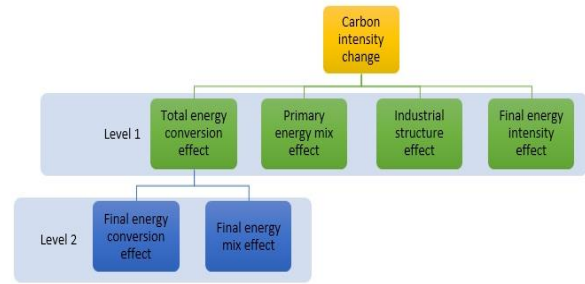 Carbon
intensity
change
Level 1
Total energy
conversion
effect
Primary
energy mix
effect
Industrial
structure
effect
Final energy
intensity
effect
Level 2
Final energy
conversion
effect
Final energy
mix effect